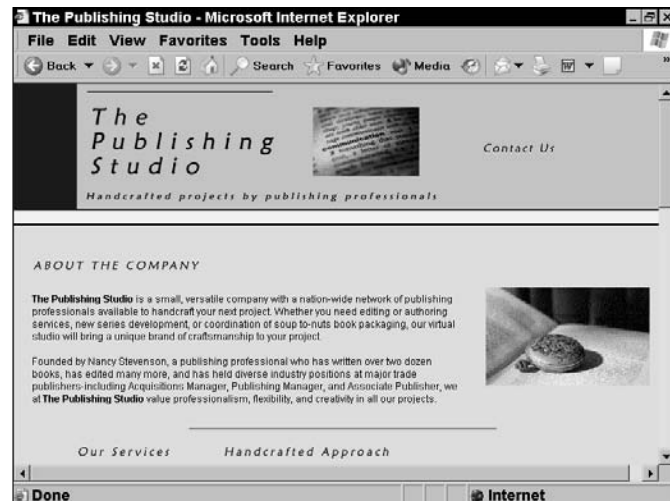 The Publishing Studio - Microsoft Internet Explorer
File Edit View Favorites Tools Help
Back Search Favorites Media
The
Publishing
Studio
communication
Contact Us
Handcrafted projects by publishing professionals
ABOUT THE COMPANY
The Publishing Studio is a small, versatile company with a nation-wide network of publishing
professionals available to handcraft your next project. Whether you need editing or authoring
services, new series development, or coordination of soup to-nuts book packaging, our virtual
studio will bring a unique brand of craftsmanship to your project.
Founded by Nancy Stevenson, a publishing professional who has written over two dozen
books, has edited many more, and has held diverse industry positions at major trade
publishers-including Acquisitions Manager, Publishing Manager, and Associate Publisher, we
at The Publishing Studio value professionalism, flexibility, and creativity in all our projects.
Our Services Handcrafted Approach
Done Internet